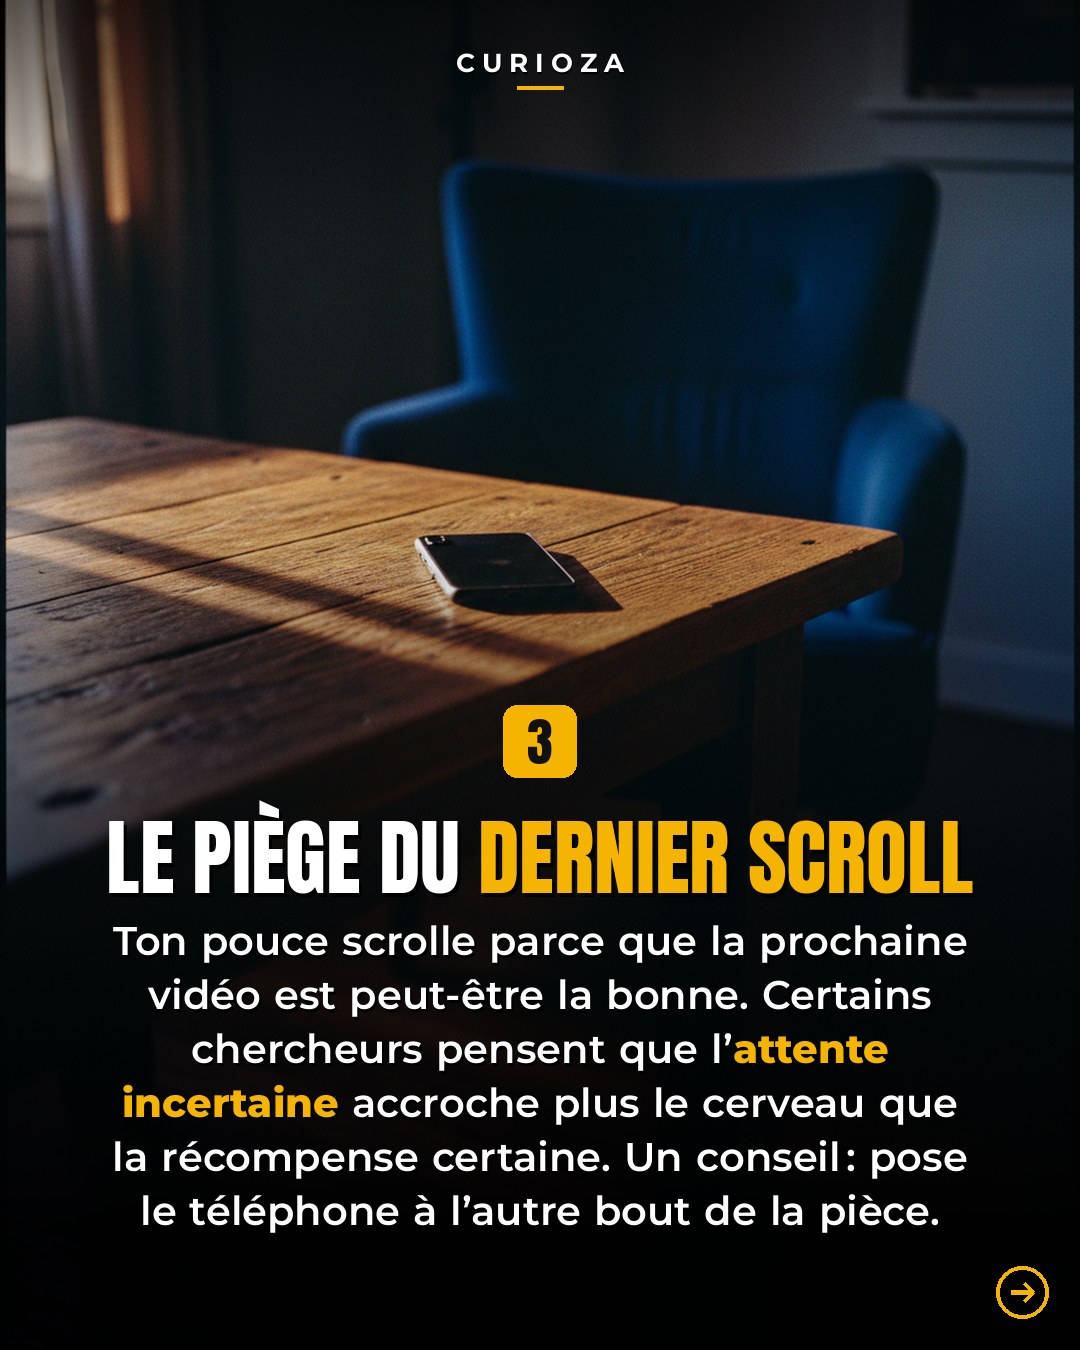 CURIOZA
3
LE PIÈGE DU DERNIER SCROLL
Ton pouce scrolle parce que la prochaine
vidéo est peut-être la bonne. Certains
chercheurs pensent que l’attente
incertaine accroche plus le cerveau que
la récompense certaine. Un conseil : pose
le téléphone à l’autre bout de la pièce.